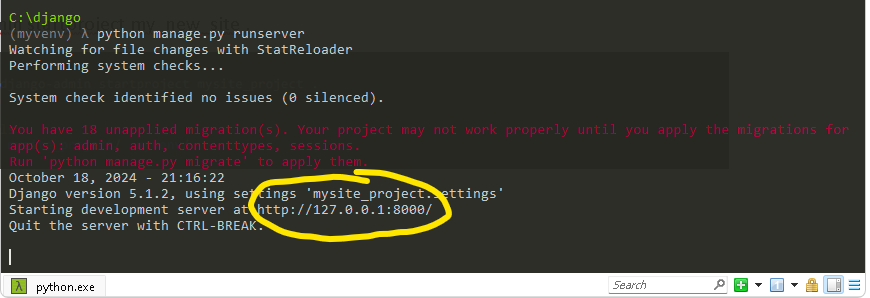 C:\django
(myvenv) λ python manage.py runserver
Watching for file changes with StatReloader
Performing system checks...
System check identified no issues (0 silenced).
You have 18 unapplied migration(s). Your project may not work properly until you apply the migrations for
app(s): admin, auth, contenttypes, sessions.
Run 'python manage.py migrate' to apply them.
October 18, 2024 - 21:16:22
Django version 5.1.2, using settings 'mysite_project.settings'
Starting development server at http://127.0.0.1:8000/
Quit the server with CTRL-BREAK.
λ python.exe
Search